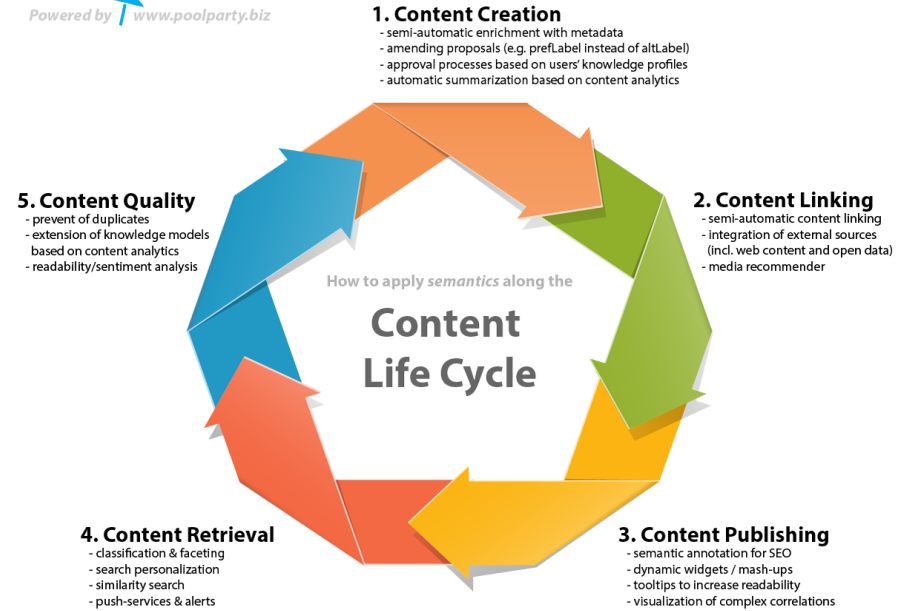 Powered by www.poolparty.biz
1. Content Creation
- semi-automatic enrichment with metadata
- amending proposals (e.g. prefLabel instead of altLabel)
- approval processes based on users' knowledge profiles
- automatic summarization based on content analytics
2. Content Linking
- semi-automatic content linking
- integration of external sources
(incl. web content and open data)
- media recommender
3. Content Publishing
- semantic annotation for SEO
- dynamic widgets / mash-ups
- tooltips to increase readability
- visualization of complex correlations
4. Content Retrieval
- classification & faceting
- search personalization
- similarity search
- push-services & alerts
5. Content Quality
- prevent of duplicates
- extension of knowledge models
based on content analytics
- readability/sentiment analysis
How to apply semantics along the
Content
Life Cycle